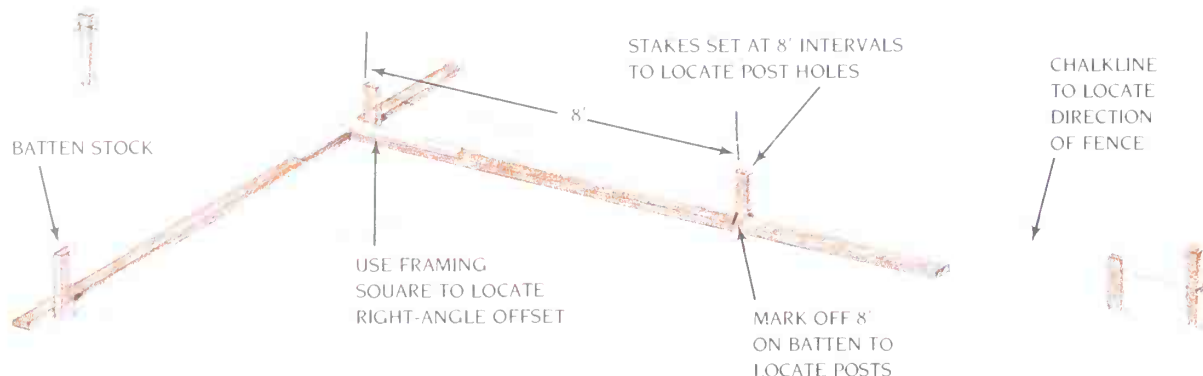 STAKES SET AT 8' INTERVALS
TO LOCATE POST HOLES
CHALKLINE
TO LOCATE
DIRECTION
OF FENCE
8'
BATTEN STOCK
USE FRAMING
SQUARE TO LOCATE
RIGHT-ANGLE OFFSET
MARK OFF 8'
ON BATTEN TO
LOCATE POSTS